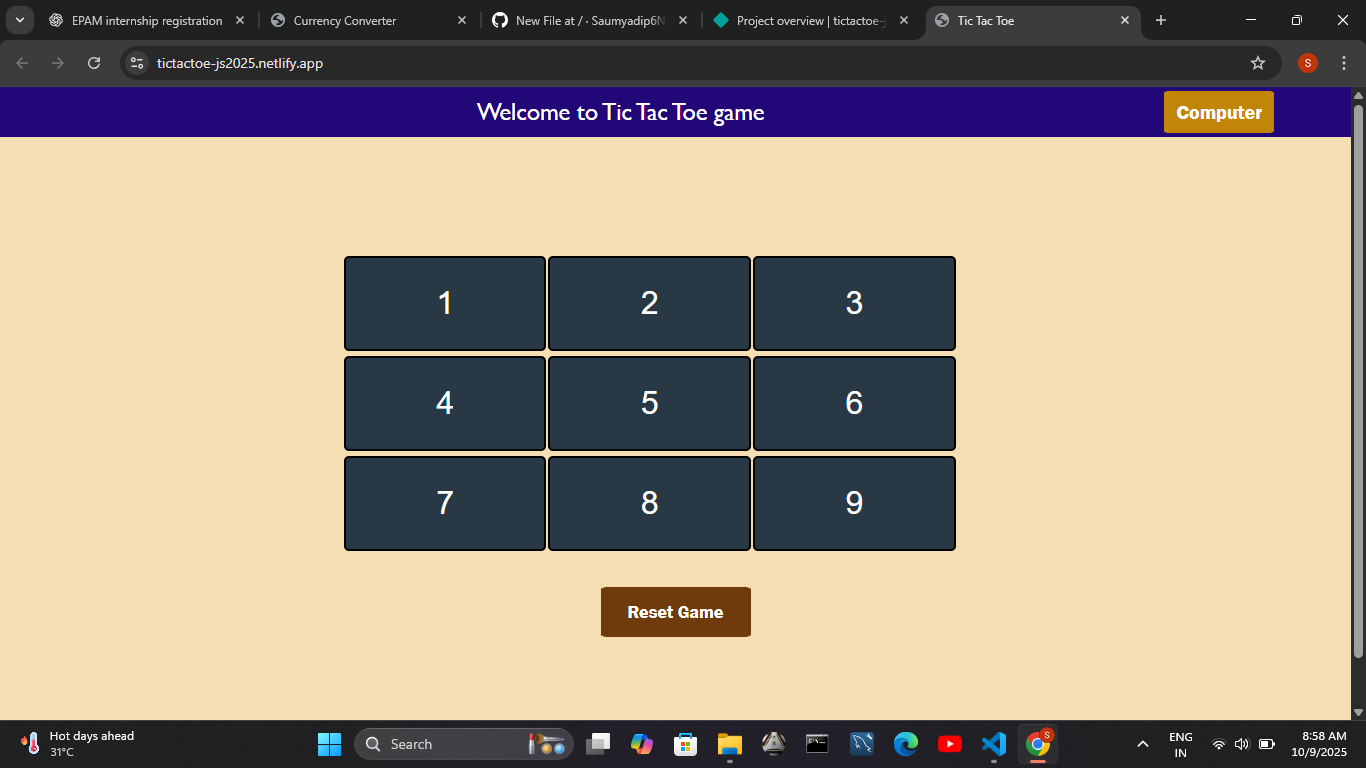 EPAM internship registration
Currency Converter
New File at / · Saumyadip6N
Project overview | tictactoe-j
Tic Tac Toe
tictactoe-js2025.netlify.app
S
Welcome to Tic Tac Toe game
Computer
1 2 3
4 5 6
7 8 9
Reset Game
Hot days ahead
31°C
Search
S
ENG
IN
8:58 AM
10/9/2025